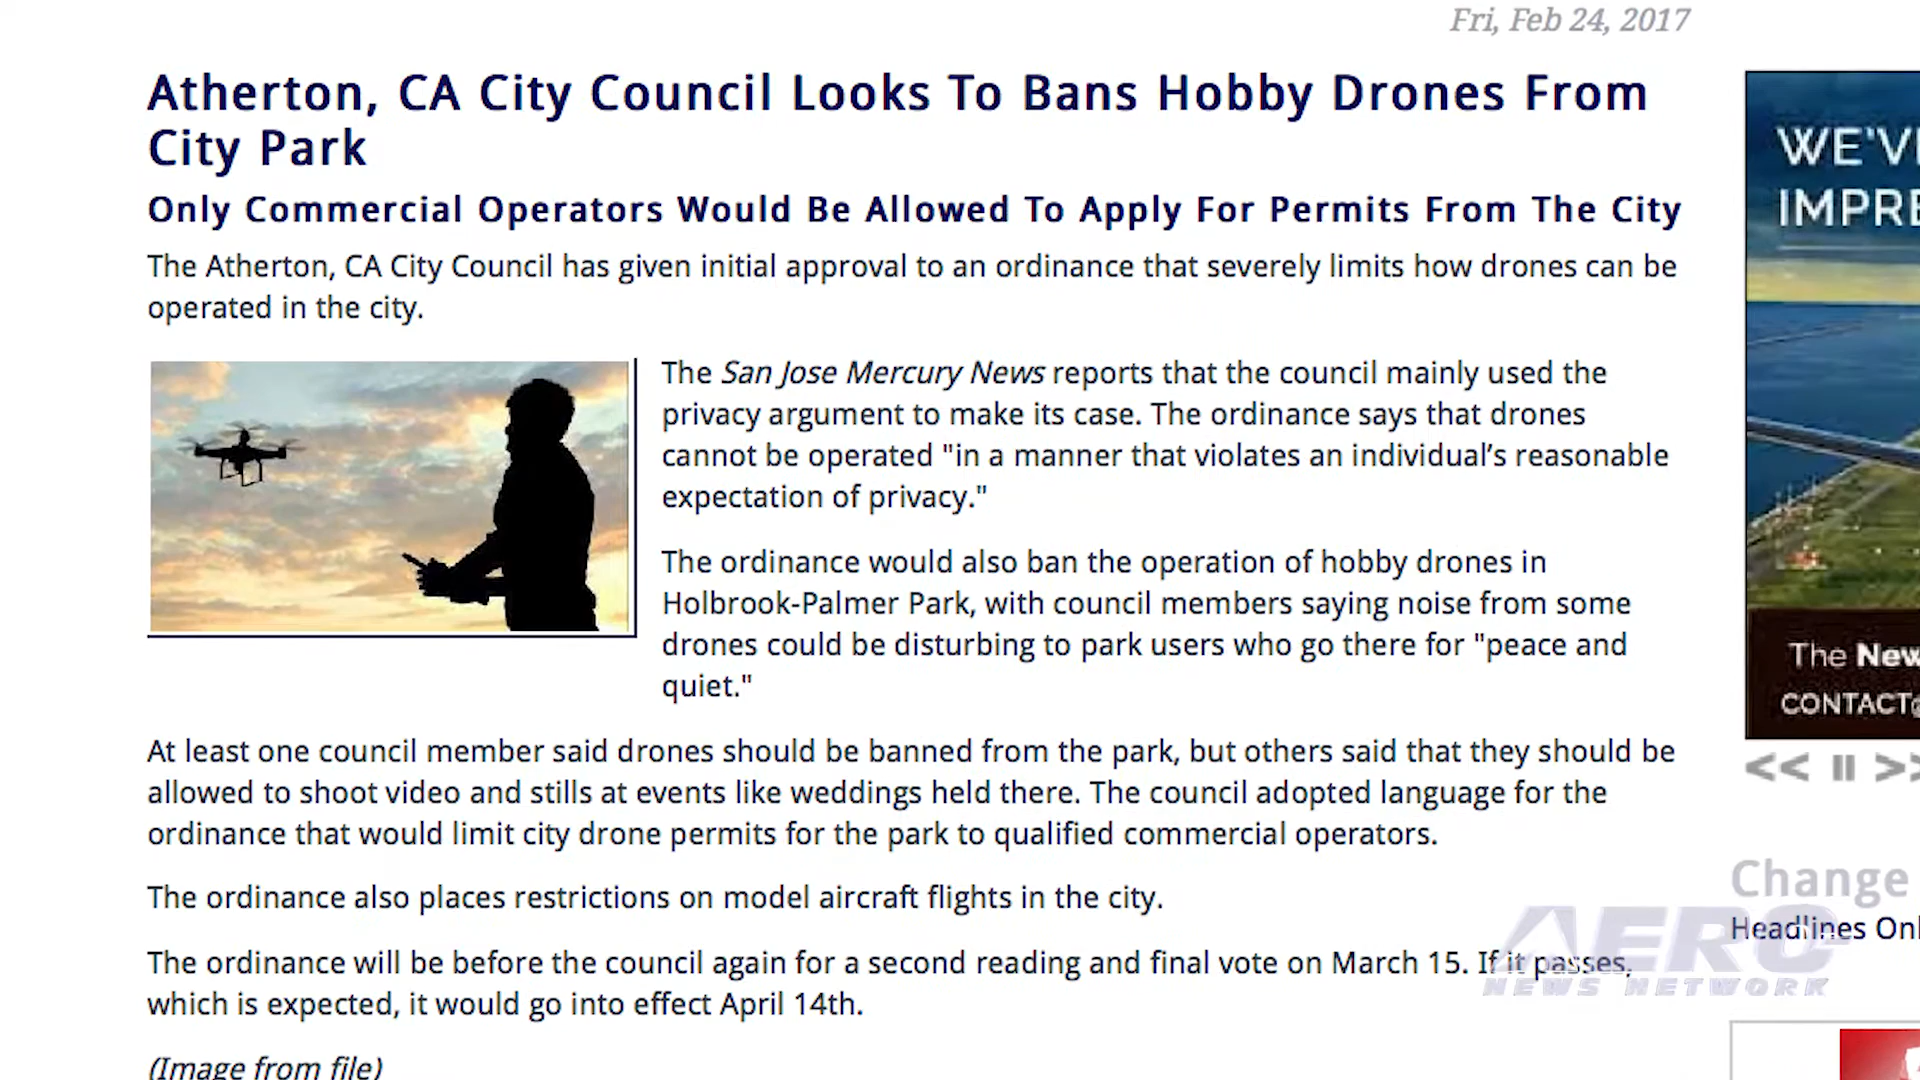 Fri, Feb 24, 2017
Atherton, CA City Council Looks To Bans Hobby Drones From
City Park
Only Commercial Operators Would Be Allowed To Apply For Permits From The City
The Atherton, CA City Council has given initial approval to an ordinance that severely limits how drones can be
operated in the city.
The San Jose Mercury News reports that the council mainly used the
privacy argument to make its case. The ordinance says that drones
cannot be operated "in a manner that violates an individual’s reasonable
expectation of privacy."
The ordinance would also ban the operation of hobby drones in
Holbrook-Palmer Park, with council members saying noise from some
drones could be disturbing to park users who go there for "peace and
quiet."
At least one council member said drones should be banned from the park, but others said that they should be
allowed to shoot video and stills at events like weddings held there. The council adopted language for the
ordinance that would limit city drone permits for the park to qualified commercial operators.
The ordinance also places restrictions on model aircraft flights in the city.
The ordinance will be before the council again for a second reading and final vote on March 15. If it passes,
which is expected, it would go into effect April 14th.
(Image from file)
WE'V
IMPRE
The New
CONTACT@
<< II >>
Change
Headlines Onl
AERO
NEWS NETWORK